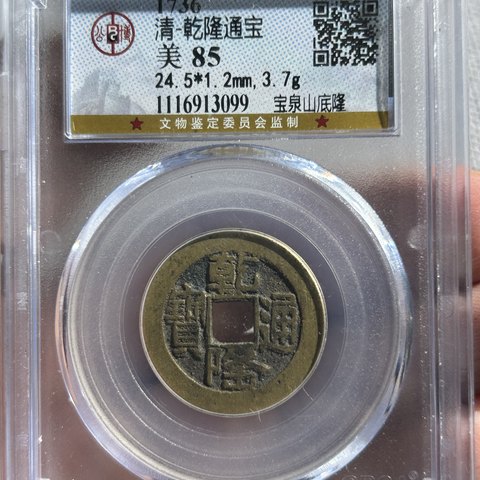 1736
清-乾隆通宝
美 85
24.5*1.2mm,3.7g
1116913099 宝泉山底隆
★ 文物鉴定委员会监制 ★
乾隆通寳